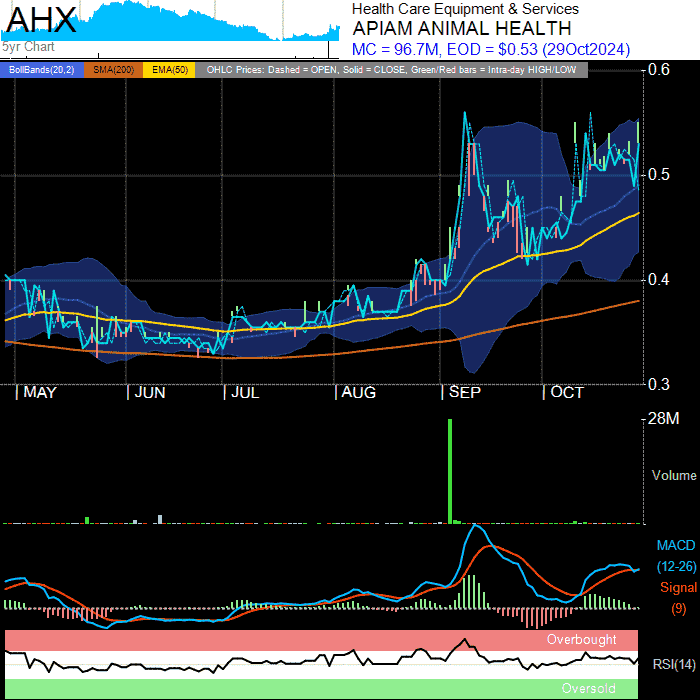 AHX
5yr Chart
Health Care Equipment & Services
APIAM ANIMAL HEALTH
MC = 96.7M, EOD = $0.53 (29Oct2024)
BollBands(20,2) SMA(200) EMA(50) OHLC Prices: Dashed = OPEN, Solid = CLOSE, Green/Red bars = Intra-day HIGH/LOW
0.6
0.5
0.4
0.3
MAY JUN JUL AUG SEP OCT
28M
Volume
MACD
(12-26)
Signal
(9)
Overbought
RSI(14)
Oversold